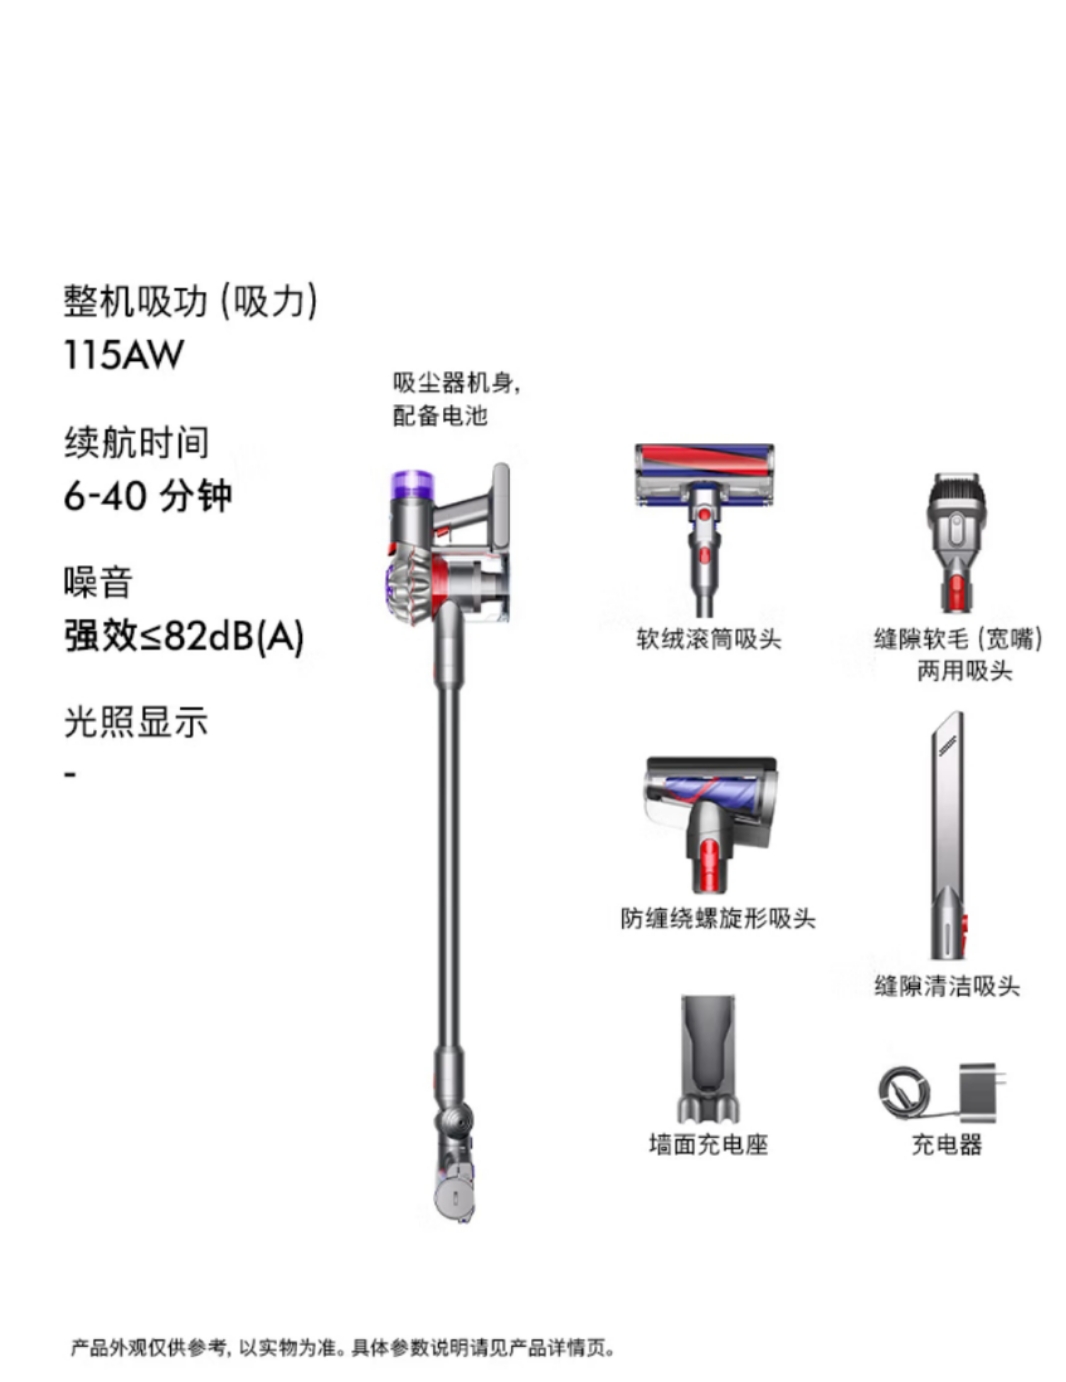 整机吸功 (吸力)
115AW
续航时间
6-40 分钟
噪音
强效≤82dB(A)
光照显示
-
吸尘器机身,
配备电池
软绒滚筒吸头
缝隙软毛 (宽嘴)
两用吸头
防缠绕螺旋形吸头
缝隙清洁吸头
墙面充电座
充电器
产品外观仅供参考, 以实物为准。具体参数说明请见产品详情页。